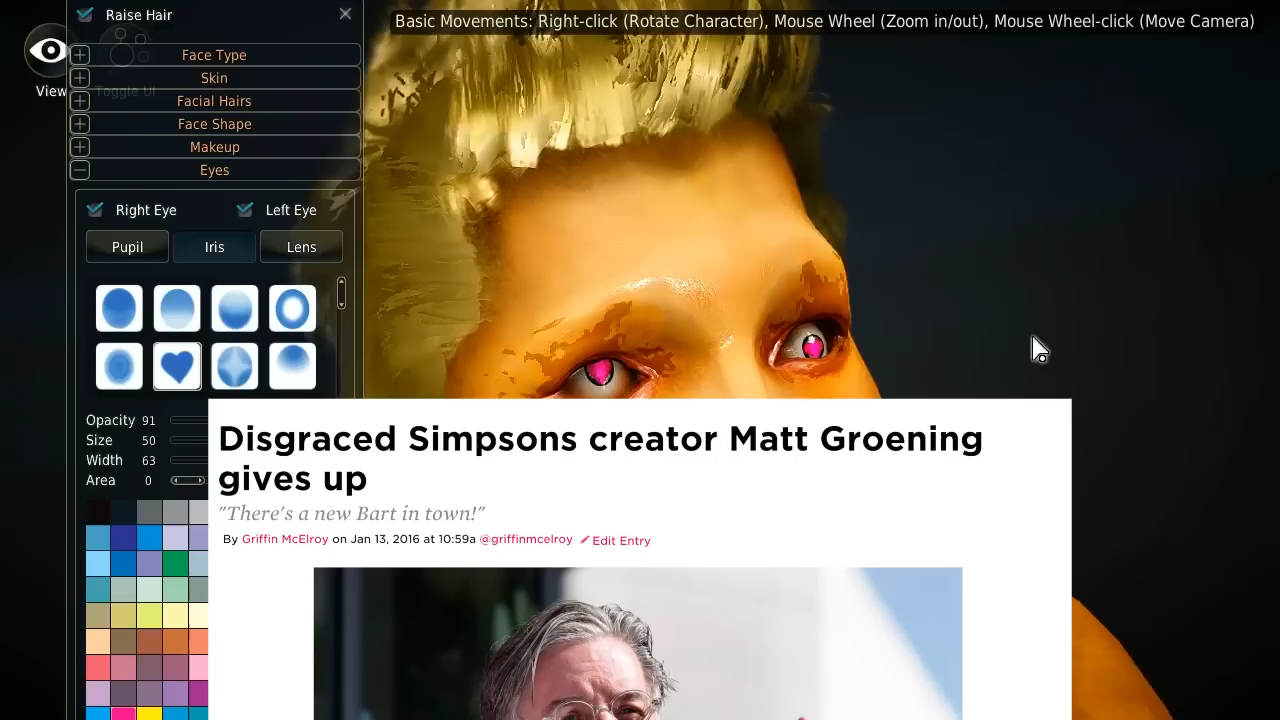 Raise Hair
Basic Movements: Right-click (Rotate Character), Mouse Wheel (Zoom in/out), Mouse Wheel-click (Move Camera)
View
Toggle UI
Face Type
Skin
Facial Hairs
Face Shape
Makeup
Eyes
Right Eye
Left Eye
Pupil
Iris
Lens
Opacity 91
Size 50
Width 63
Area 0
Disgraced Simpsons creator Matt Groening
gives up
"There's a new Bart in town!"
By Griffin McElroy on Jan 13, 2016 at 10:59a @griffinmcelroy Edit Entry